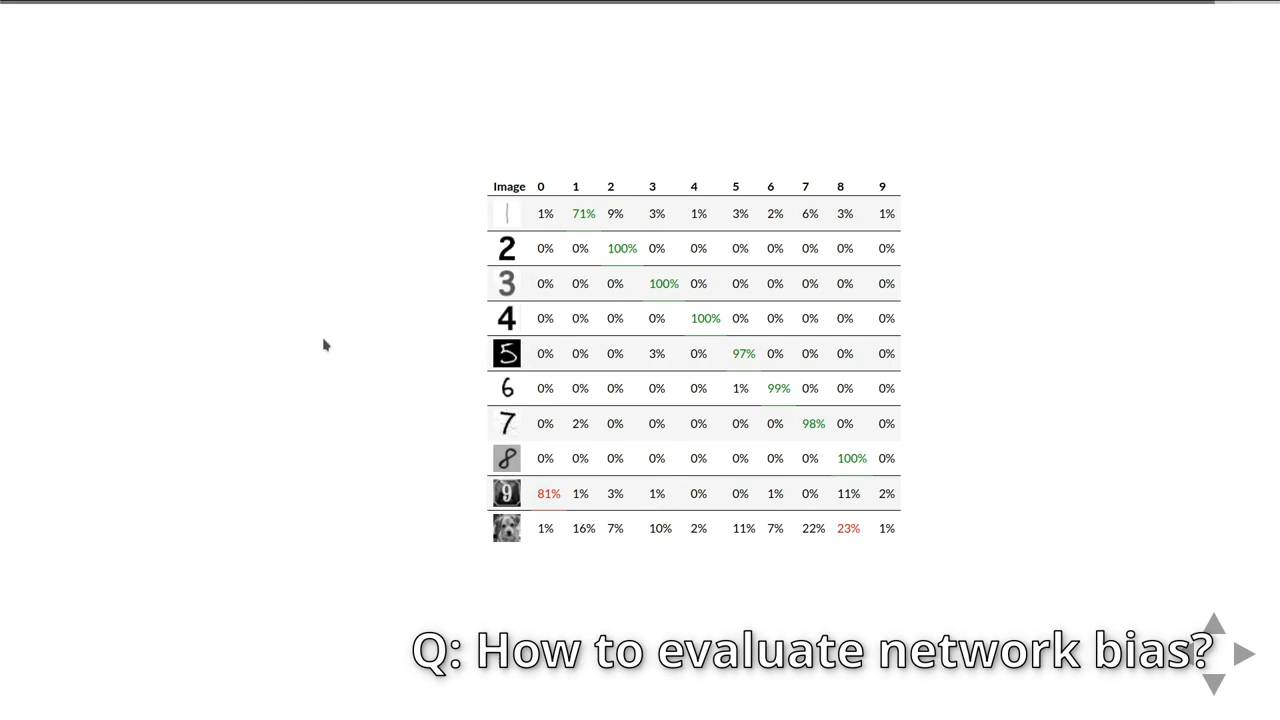 Image 0 1 2 3 4 5 6 7 8 9
1 1% 71% 9% 3% 1% 3% 2% 6% 3% 1%
2 0% 0% 100% 0% 0% 0% 0% 0% 0% 0%
3 0% 0% 0% 100% 0% 0% 0% 0% 0% 0%
4 0% 0% 0% 0% 100% 0% 0% 0% 0% 0%
5 0% 0% 0% 3% 0% 97% 0% 0% 0% 0%
6 0% 0% 0% 0% 0% 1% 99% 0% 0% 0%
7 0% 2% 0% 0% 0% 0% 0% 98% 0% 0%
8 0% 0% 0% 0% 0% 0% 0% 0% 100% 0%
9 81% 1% 3% 1% 0% 0% 1% 0% 11% 2%
1% 16% 7% 10% 2% 11% 7% 22% 23% 1%
Q: How to evaluate network bias?